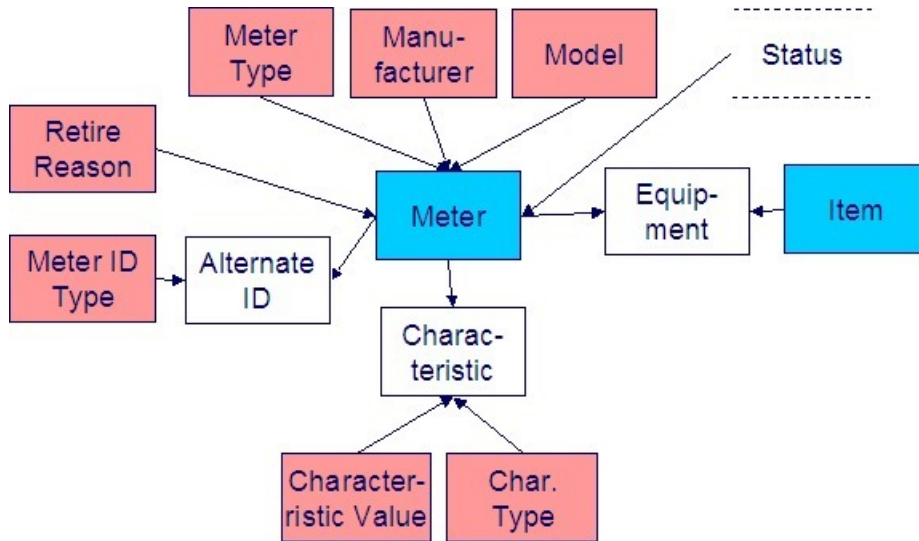 Meter
Type
Manu-
facturer
Model
Status
Retire
Reason
Meter
Equip-
ment
Item
Meter ID
Type
Alternate
ID
Charac-
teristic
Character-
ristic Value
Char.
Type